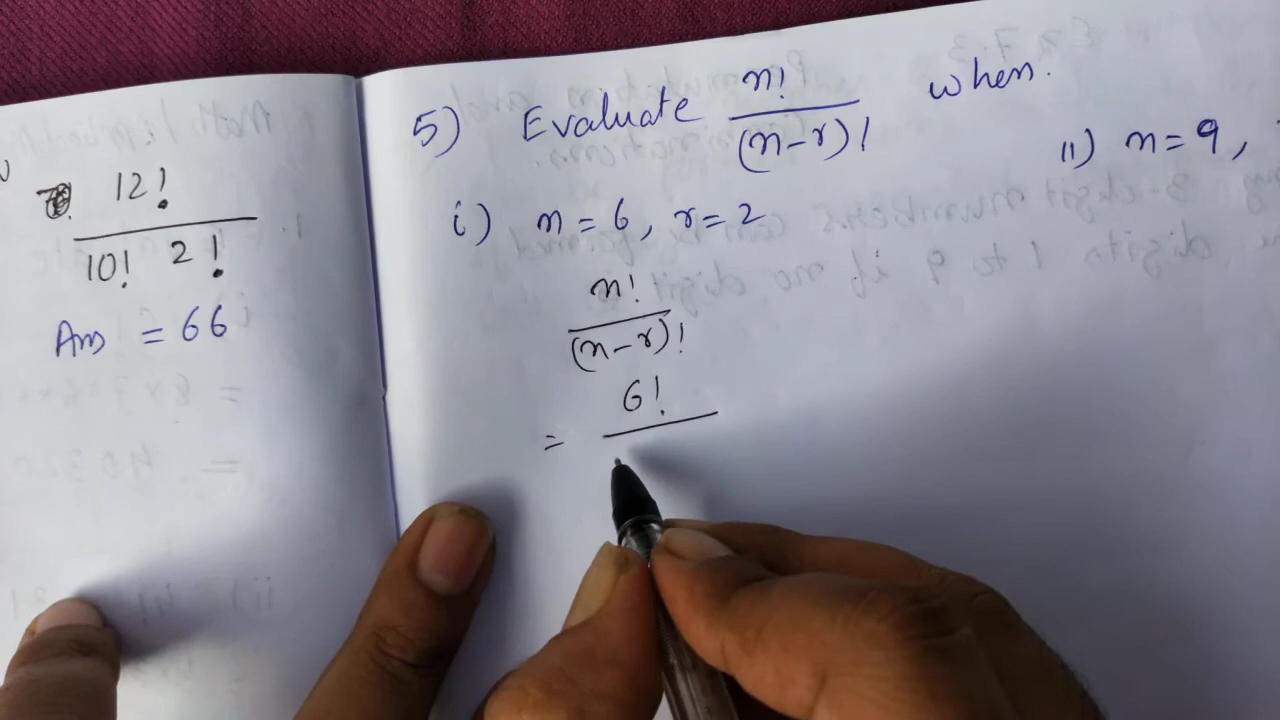 12!
10! 2!
Ans = 66
5) Evaluate n!/(n-r)! when.
i) n = 6, r = 2
ii) n = 9,
n!
(n-r)!
= 6!